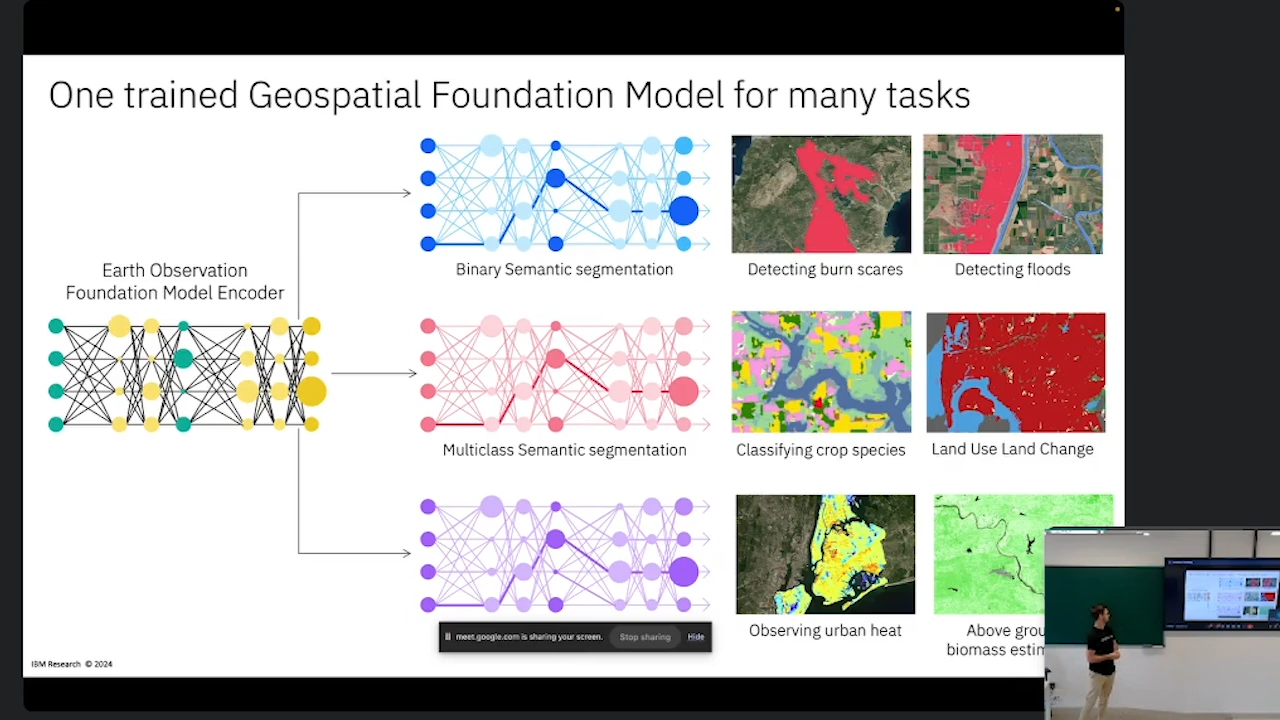 One trained Geospatial Foundation Model for many tasks
Earth Observation
Foundation Model Encoder
Binary Semantic segmentation
Detecting burn scares
Detecting floods
Multiclass Semantic segmentation
Classifying crop species
Land Use Land Change
meet.google.com is sharing your screen.
Stop sharing
Hide
Observing urban heat
Above grou
biomass estim
IBM Research © 2024